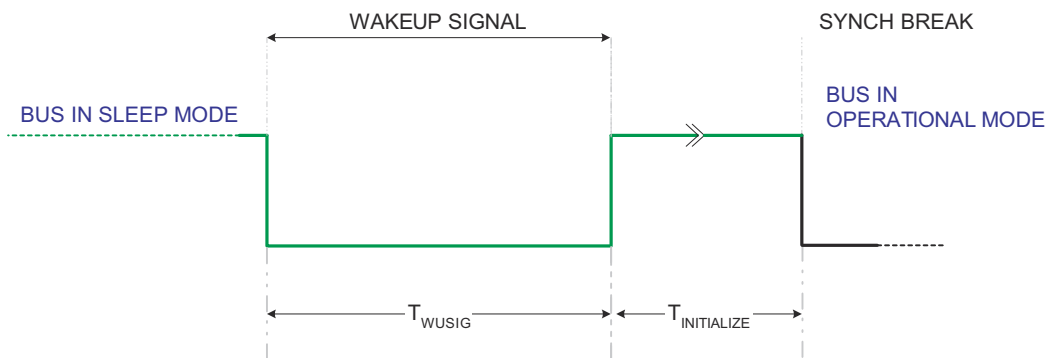 WAKEUP SIGNAL
SYNCH BREAK
BUS IN SLEEP MODE
BUS IN
OPERATIONAL MODE
TWUSIG
TINITIALIZE